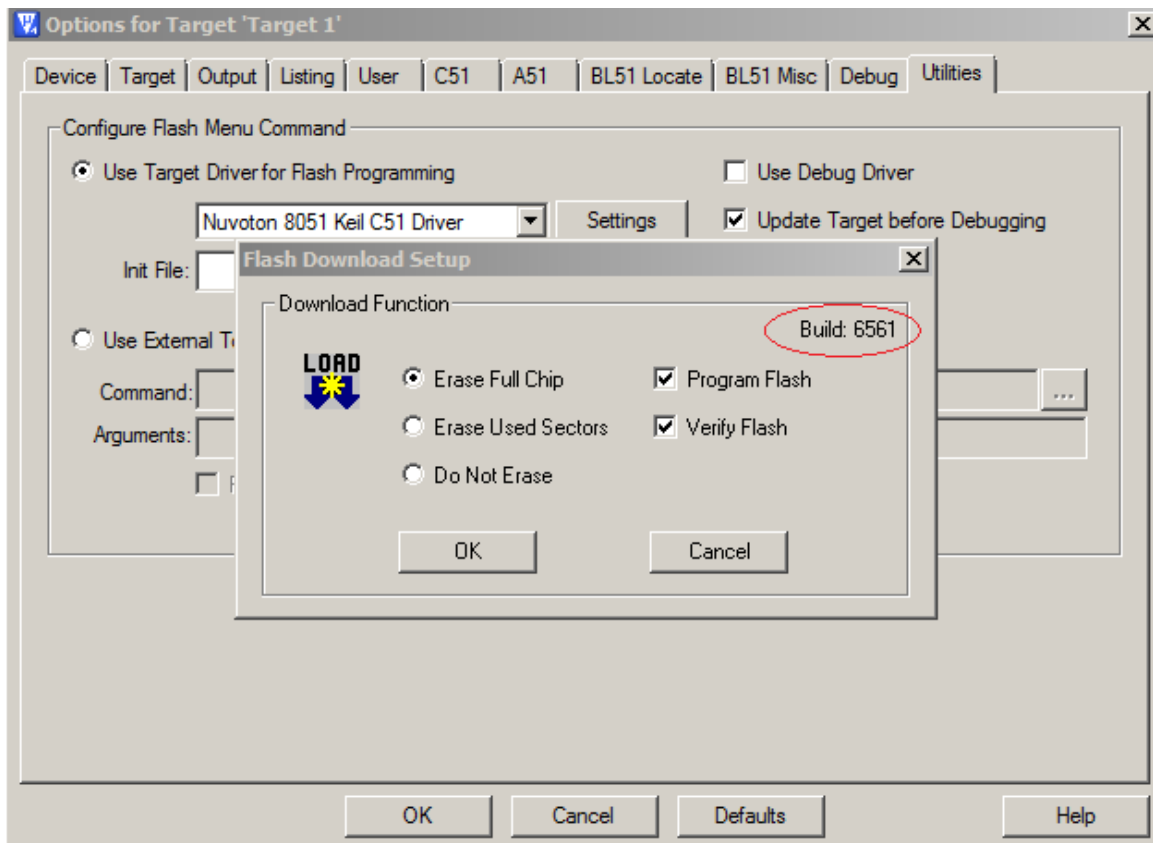 Options for Target 'Target 1'
Device Target Output Listing User C51 A51 BL51 Locate BL51 Misc Debug Utilities
Configure Flash Menu Command
Use Target Driver for Flash Programming
Use Debug Driver
Nuvoton 8051 Keil C51 Driver
Settings
Update Target before Debugging
Init File:
Flash Download Setup
Download Function
Build: 6561
Use External
LOAD
Erase Full Chip
Program Flash
Command:
...
Erase Used Sectors
Verify Flash
Arguments:
Do Not Erase
OK
Cancel
OK
Cancel
Defaults
Help